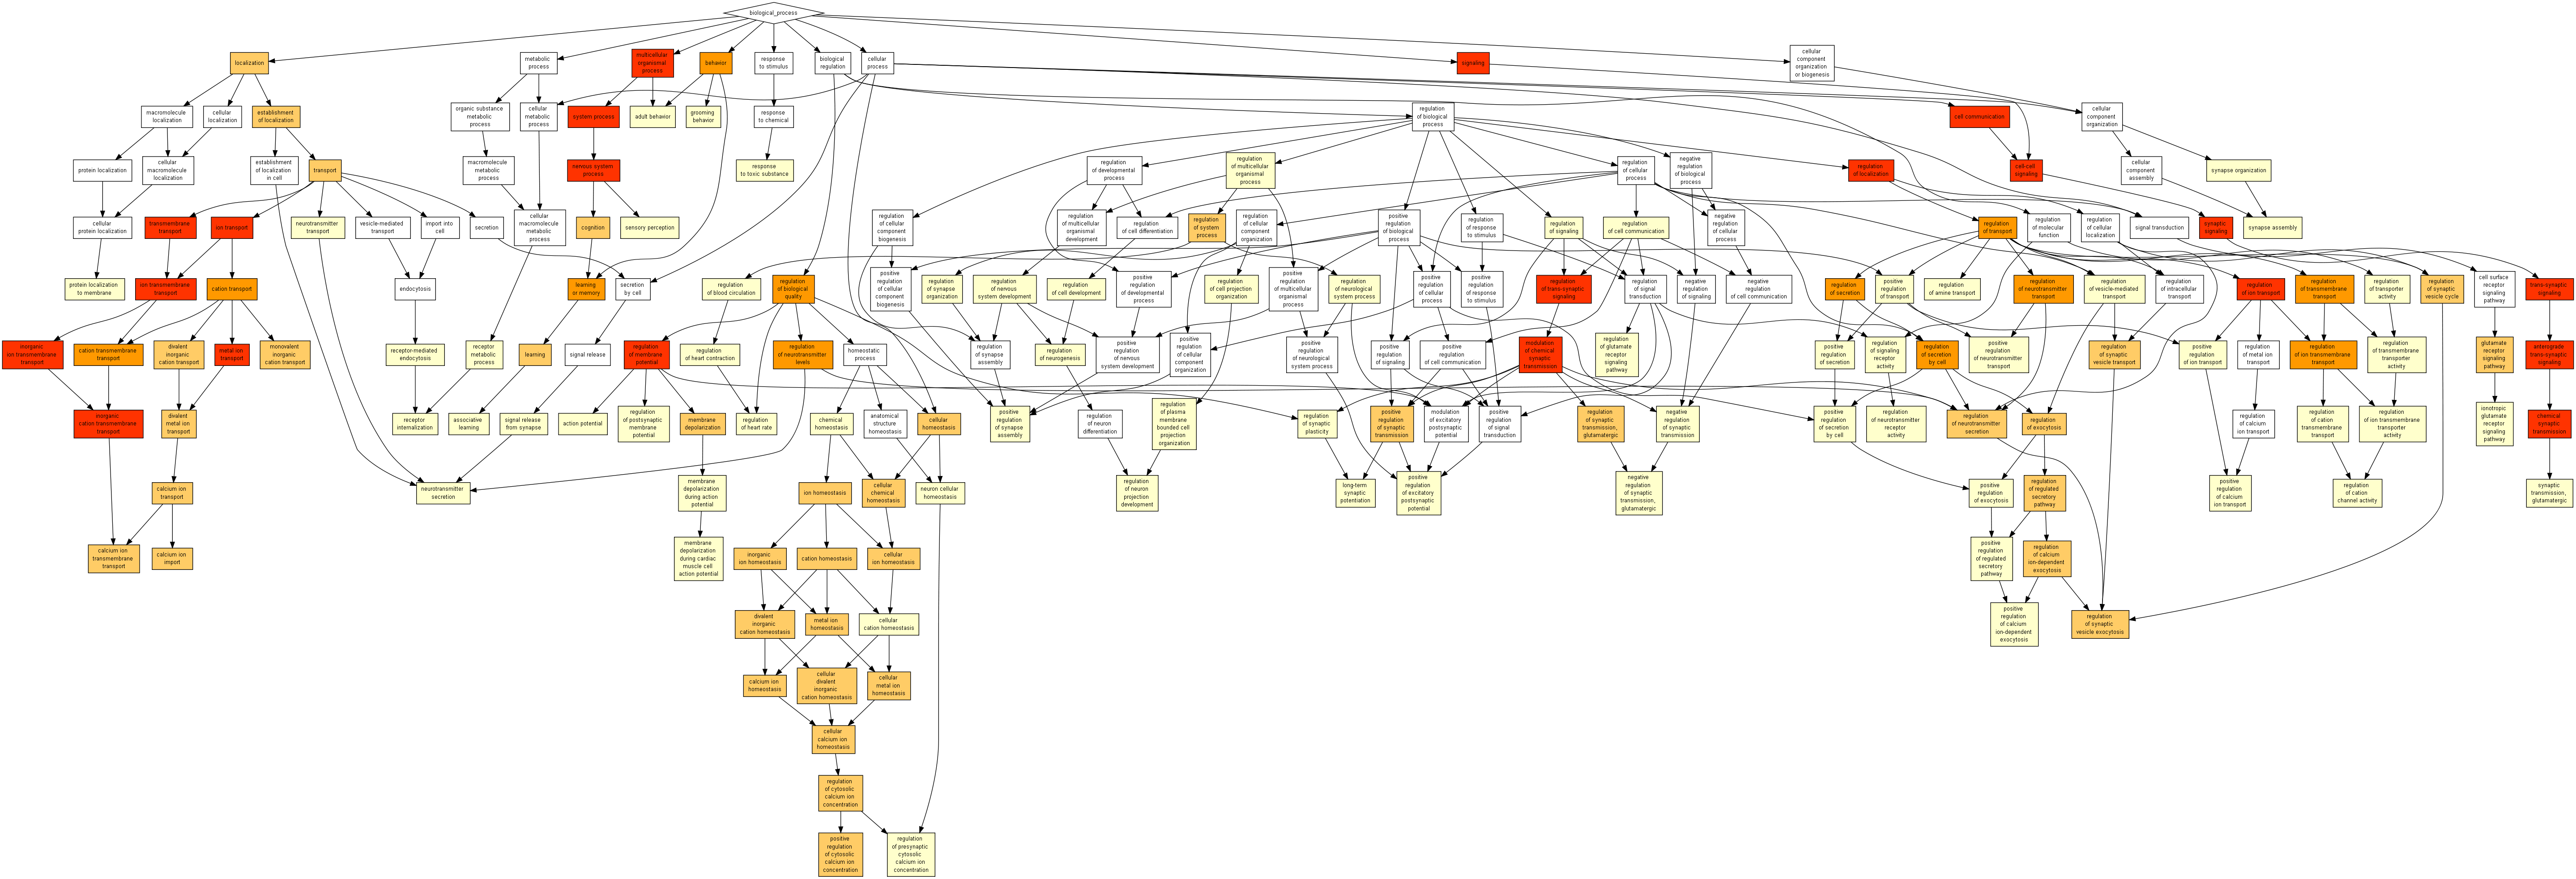 biological_process
localization
metabolic
process
multicellular
organismal
process
behavior
response
to stimulus
biological
regulation
cellular
process
signaling
cellular
component
organization
or biogenesis
macromolecule
localization
cellular
localization
establishment
of localization
organic substance
metabolic
process
cellular
metabolic
process
system process
adult behavior
grooming
behavior
response
to chemical
regulation
of biological
process
cell communication
cellular
component
organization
protein localization
cellular
macromolecule
localization
establishment
of localization
in cell
transport
macromolecule
metabolic
process
nervous system
process
response
to toxic substance
regulation
of developmental
process
regulation
of multicellular
organismal
process
regulation
of cellular
process
negative
regulation
of biological
process
regulation
of localization
cell-cell
signaling
cellular
component
assembly
synapse organization
cellular
protein localization
transmembrane
transport
ion transport
neurotransmitter
transport
vesicle-mediated
transport
import into
cell
secretion
cellular
macromolecule
metabolic
process
cognition
sensory perception
regulation
of cellular
component
biogenesis
regulation
of multicellular
organismal
development
regulation
of cell differentiation
regulation
of system
process
regulation
of cellular
component
organization
positive
regulation
of biological
process
regulation
of response
to stimulus
regulation
of signaling
regulation
of cell communication
negative
regulation
of cellular
process
regulation
of transport
regulation
of molecular
function
regulation
of cellular
localization
signal transduction
synaptic
signaling
synapse assembly
protein localization
to membrane
ion transmembrane
transport
cation transport
endocytosis
learning
or memory
secretion
by cell
regulation
of blood circulation
regulation
of biological
quality
positive
regulation
of cellular
component
biogenesis
regulation
of synapse
organization
regulation
of nervous
system development
regulation
of cell development
positive
regulation
of developmental
process
regulation
of cell projection
organization
positive
regulation
of multicellular
organismal
process
regulation
of neurological
system process
positive
regulation
of cellular
process
positive
regulation
of response
to stimulus
regulation
of trans-synaptic
signaling
regulation
of signal
transduction
negative
regulation
of signaling
negative
regulation
of cell communication
regulation
of secretion
positive
regulation
of transport
regulation
of amine transport
regulation
of neurotransmitter
transport
regulation
of vesicle-mediated
transport
regulation
of intracellular
transport
regulation
of ion transport
regulation
of transmembrane
transport
regulation
of transporter
activity
regulation
of synaptic
vesicle cycle
cell surface
receptor
signaling
pathway
trans-synaptic
signaling
inorganic
ion transmembrane
transport
cation transmembrane
transport
divalent
inorganic
cation transport
metal ion
transport
monovalent
inorganic
cation transport
receptor-mediated
endocytosis
receptor
metabolic
process
learning
signal release
regulation
of membrane
potential
regulation
of heart contraction
regulation
of neurotransmitter
levels
homeostatic
process
regulation
of synapse
assembly
regulation
of neurogenesis
positive
regulation
of nervous
system development
positive
regulation
of cellular
component
organization
positive
regulation
of neurological
system process
positive
regulation
of signaling
positive
regulation
of cell communication
modulation
of chemical
synaptic
transmission
regulation
of glutamate
receptor
signaling
pathway
positive
regulation
of secretion
regulation
of signaling
receptor
activity
regulation
of secretion
by cell
positive
regulation
of neurotransmitter
transport
regulation
of synaptic
vesicle transport
positive
regulation
of ion transport
regulation
of metal ion
transport
regulation
of ion transmembrane
transport
regulation
of transmembrane
transporter
activity
glutamate
receptor
signaling
pathway
anterograde
trans-synaptic
signaling
inorganic
cation transmembrane
transport
divalent
metal ion
transport
receptor
internalization
associative
learning
signal release
from synapse
action potential
regulation
of postsynaptic
membrane
potential
membrane
depolarization
regulation
of heart rate
chemical
homeostasis
anatomical
structure
homeostasis
cellular
homeostasis
positive
regulation
of synapse
assembly
regulation
of neuron
differentiation
regulation
of plasma
membrane
bounded cell
projection
organization
regulation
of synaptic
plasticity
positive
regulation
of synaptic
transmission
modulation
of excitatory
postsynaptic
potential
positive
regulation
of signal
transduction
regulation
of synaptic
transmission,
glutamatergic
negative
regulation
of synaptic
transmission
positive
regulation
of secretion
by cell
regulation
of neurotransmitter
receptor
activity
regulation
of neurotransmitter
secretion
regulation
of exocytosis
regulation
of calcium
ion transport
regulation
of cation
transmembrane
transport
regulation
of ion transmembrane
transporter
activity
ionotropic
glutamate
receptor
signaling
pathway
chemical
synaptic
transmission
calcium ion
transport
neurotransmitter
secretion
membrane
depolarization
during action
potential
ion homeostasis
cellular
chemical
homeostasis
neuron cellular
homeostasis
regulation
of neuron
projection
development
long-term
synaptic
potentiation
positive
regulation
of excitatory
postsynaptic
potential
negative
regulation
of synaptic
transmission,
glutamatergic
positive
regulation
of exocytosis
regulation
of regulated
secretory
pathway
positive
regulation
of calcium
ion transport
regulation
of cation
channel activity
synaptic
transmission,
glutamatergic
calcium ion
transmembrane
transport
calcium ion
import
membrane
depolarization
during cardiac
muscle cell
action potential
inorganic
ion homeostasis
cation homeostasis
cellular
ion homeostasis
positive
regulation
of regulated
secretory
pathway
regulation
of calcium
ion-dependent
exocytosis
divalent
inorganic
cation homeostasis
metal ion
homeostasis
cellular
cation homeostasis
positive
regulation
of calcium
ion-dependent
exocytosis
regulation
of synaptic
vesicle exocytosis
calcium ion
homeostasis
cellular
divalent
inorganic
cation homeostasis
cellular
metal ion
homeostasis
cellular
calcium ion
homeostasis
regulation
of cytosolic
calcium ion
concentration
positive
regulation
of cytosolic
calcium ion
concentration
regulation
of presynaptic
cytosolic
calcium ion
concentration